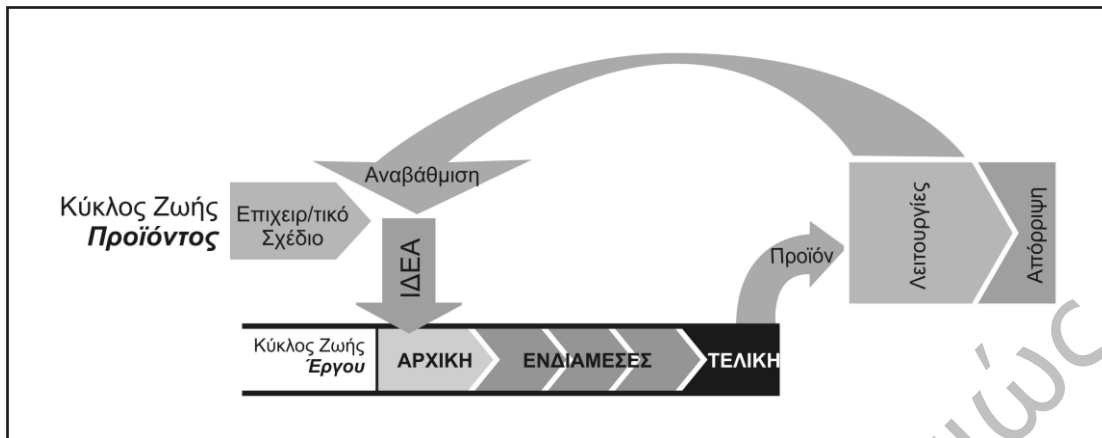 Αναβάθμιση
Κύκλος Ζωής
Προϊόντος
Επιχειρ/τικό
Σχέδιο
ΙΔΕΑ
Προϊόν
Λειτουργίες
Απόρριψη
Κύκλος Ζωής
Έργου
ΑΡΧΙΚΗ
ΕΝΔΙΑΜΕΣΕΣ
ΤΕΛΙΚΗ